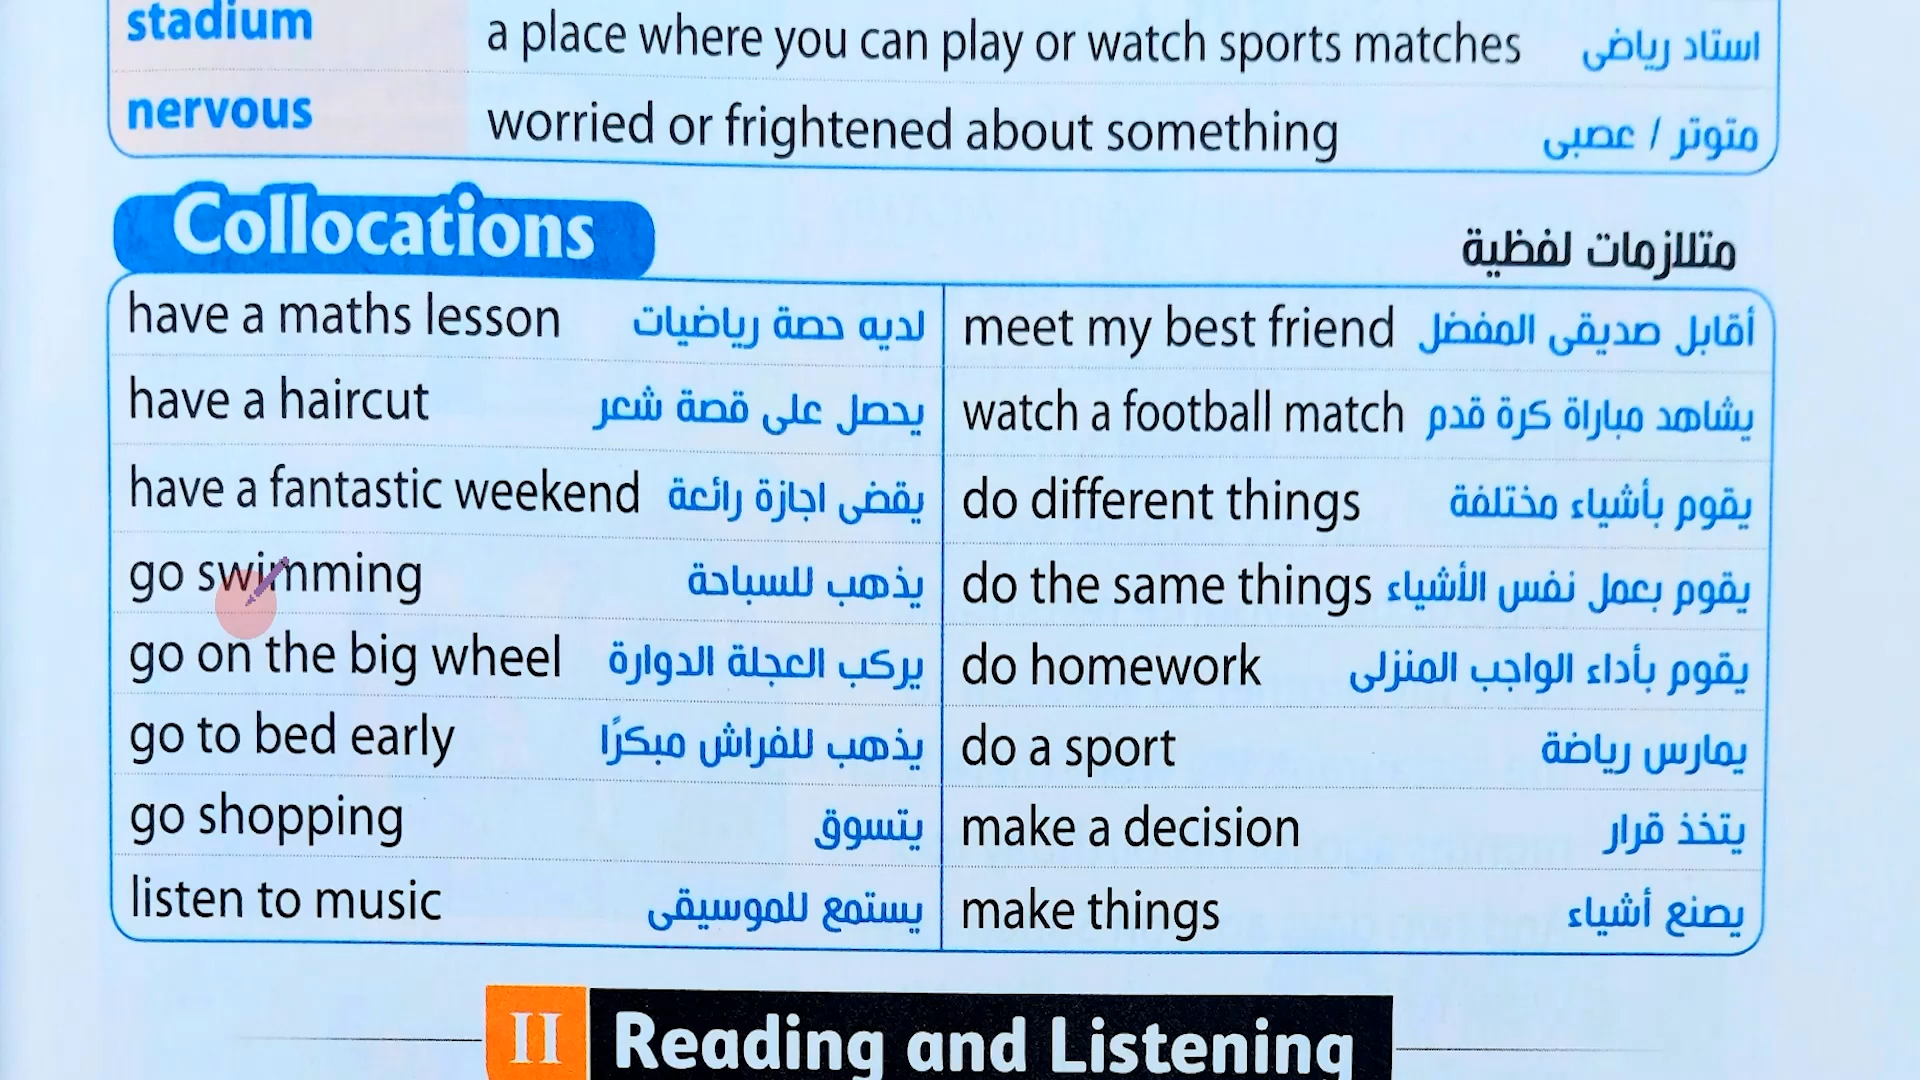 stadium a place where you can play or watch sports matches استاد رياضى
nervous worried or frightened about something متوتر / عصبى
Collocations متلازمات لفظية
have a maths lesson لديه حصة رياضيات meet my best friend أقابل صديقى المفضل
have a haircut يحصل على قصة شعر watch a football match يشاهد مباراة كرة قدم
have a fantastic weekend يقضى اجازة رائعة do different things يقوم بأشياء مختلفة
go swimming يذهب للسباحة do the same things يقوم بعمل نفس الأشياء
go on the big wheel يركب العجلة الدوارة do homework يقوم بأداء الواجب المنزلى
go to bed early يذهب للفراش مبكرًا do a sport يمارس رياضة
go shopping يتسوق make a decision يتخذ قرار
listen to music يستمع للموسيقى make things يصنع أشياء
II Reading and Listening